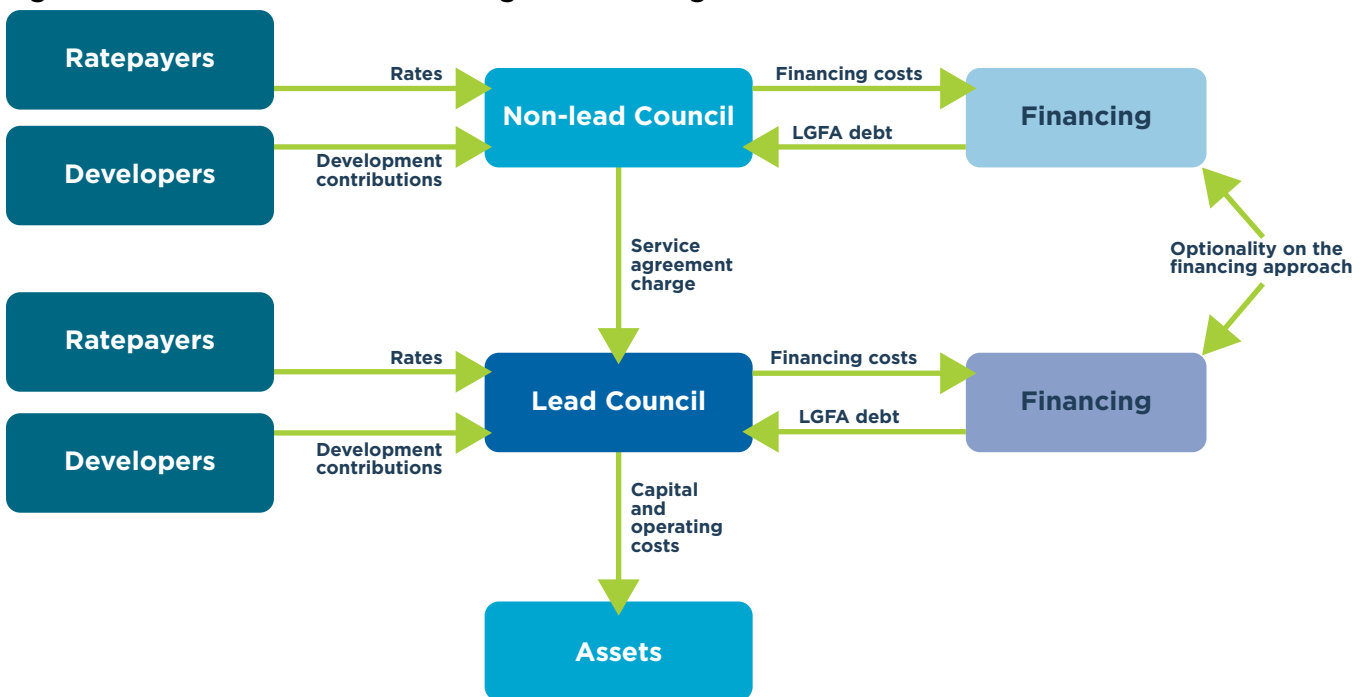 Ratepayers
Rates
Non-lead Council
Financing costs
Financing
LGFA debt
Developers
Development
contributions
Service
agreement
charge
Optionality on the
financing approach
Ratepayers
Rates
Lead Council
Financing costs
Financing
LGFA debt
Developers
Development
contributions
Capital
and
operating
costs
Assets